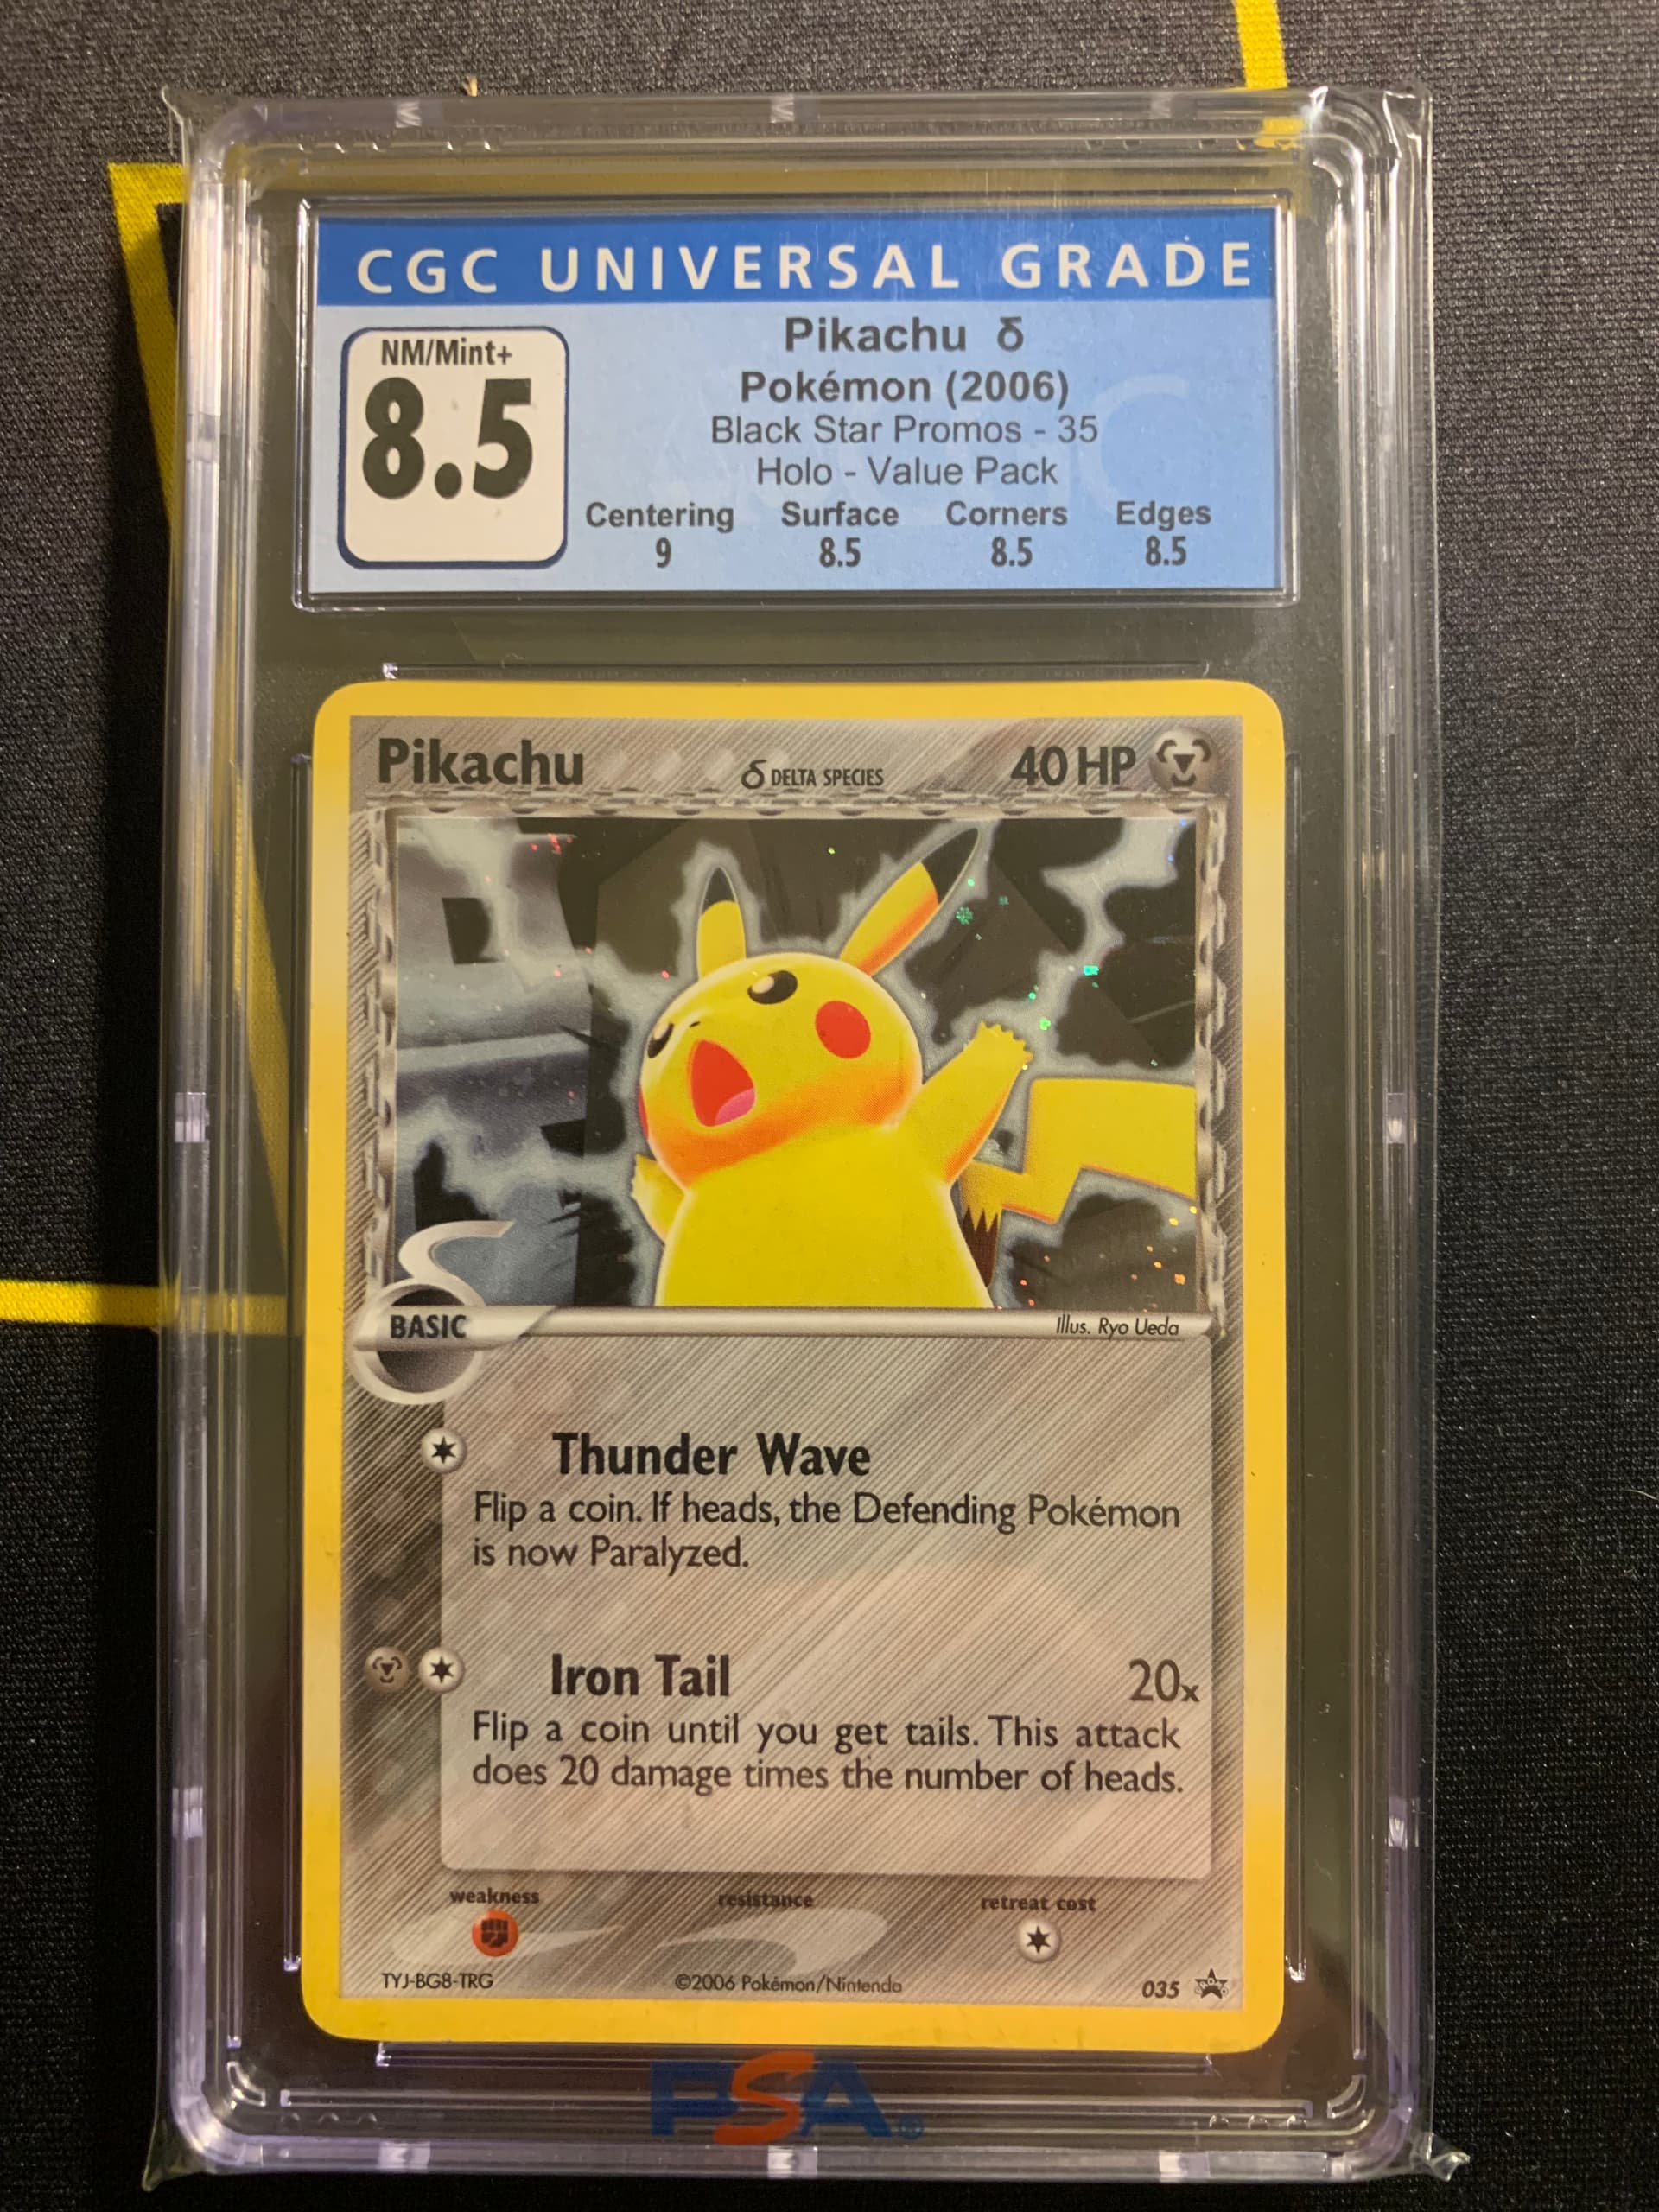 CGC UNIVERSAL GRADE
NM/Mint+
8.5
Pikachu δ
Pokémon (2006)
Black Star Promos - 35
Holo - Value Pack
Centering Surface Corners Edges
9 8.5 8.5 8.5
Pikachu δ DELTA SPECIES 40 HP
BASIC
Illus. Ryo Ueda
Thunder Wave
Flip a coin. If heads, the Defending Pokémon
is now Paralyzed.
Iron Tail 20x
Flip a coin until you get tails. This attack
does 20 damage times the number of heads.
weakness resistance retreat cost
TYJ-BG8-TRG ©2006 Pokémon/Nintendo 035
PSA®